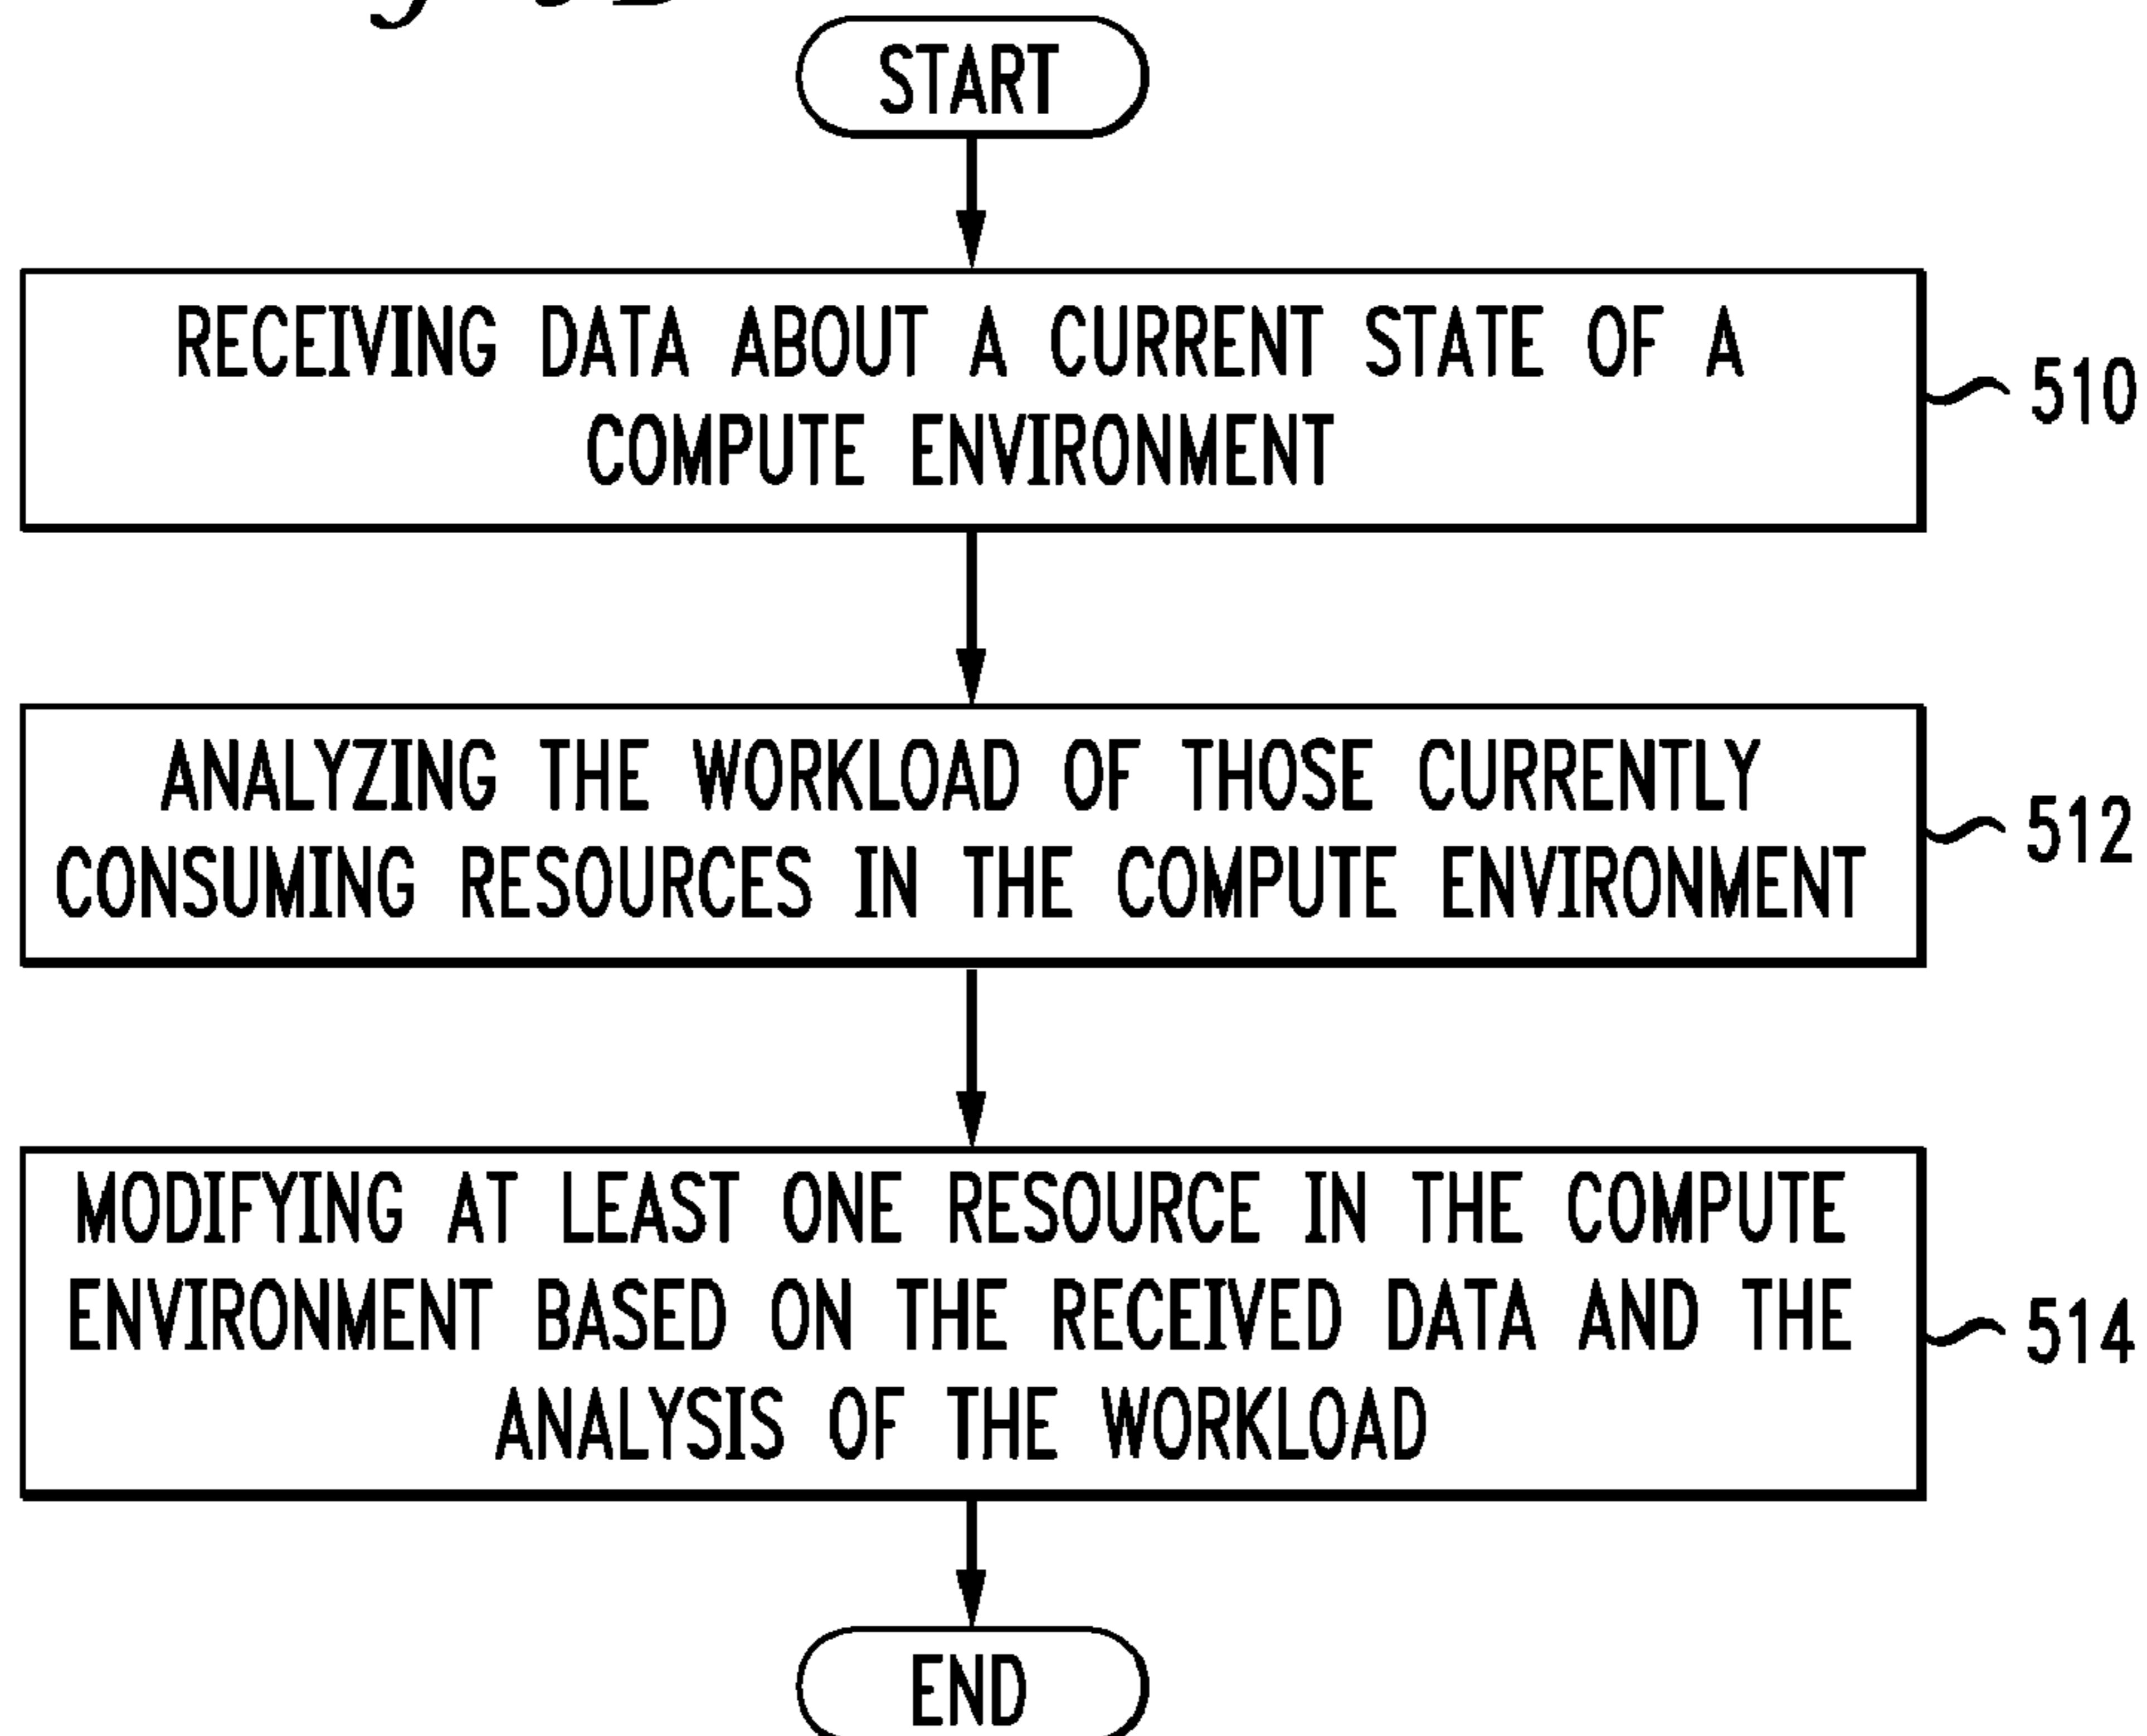 START
RECEIVING DATA ABOUT A CURRENT STATE OF A
COMPUTE ENVIRONMENT
510
ANALYZING THE WORKLOAD OF THOSE CURRENTLY
CONSUMING RESOURCES IN THE COMPUTE ENVIRONMENT
512
MODIFYING AT LEAST ONE RESOURCE IN THE COMPUTE
ENVIRONMENT BASED ON THE RECEIVED DATA AND THE
ANALYSIS OF THE WORKLOAD
514
END